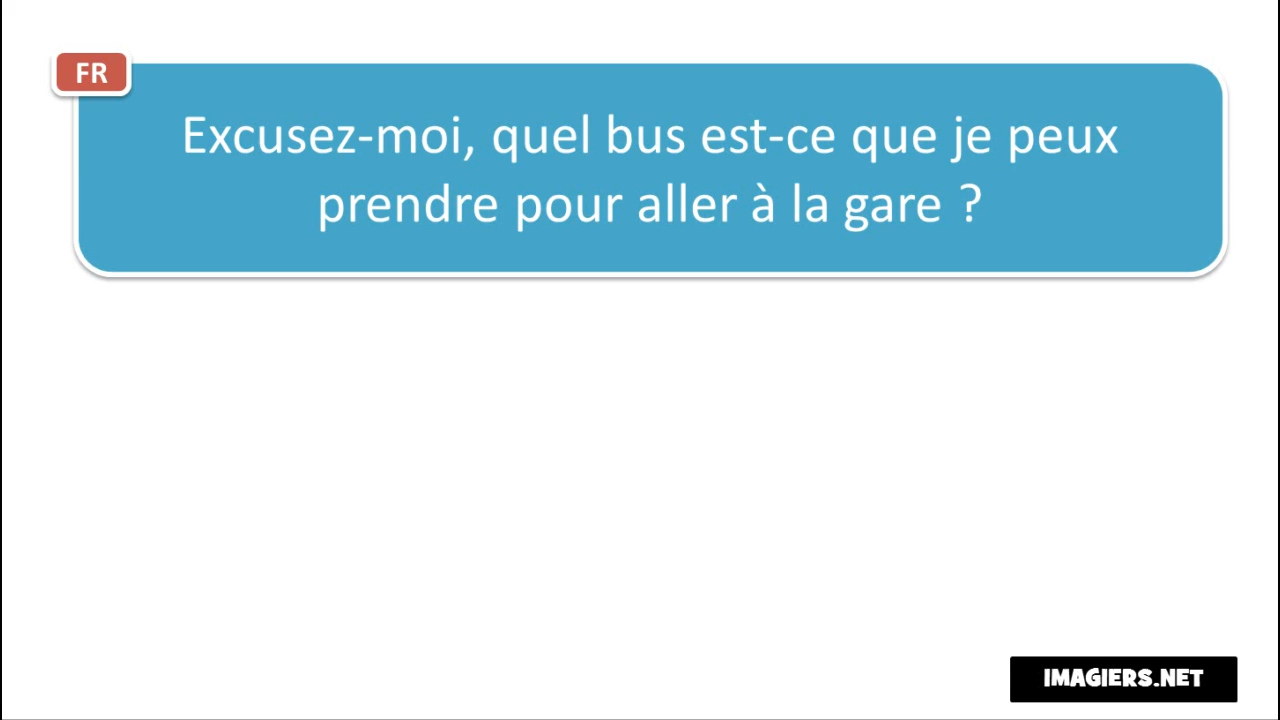 FR
Excusez-moi, quel bus est-ce que je peux
prendre pour aller à la gare ?
IMAGIERS.NET